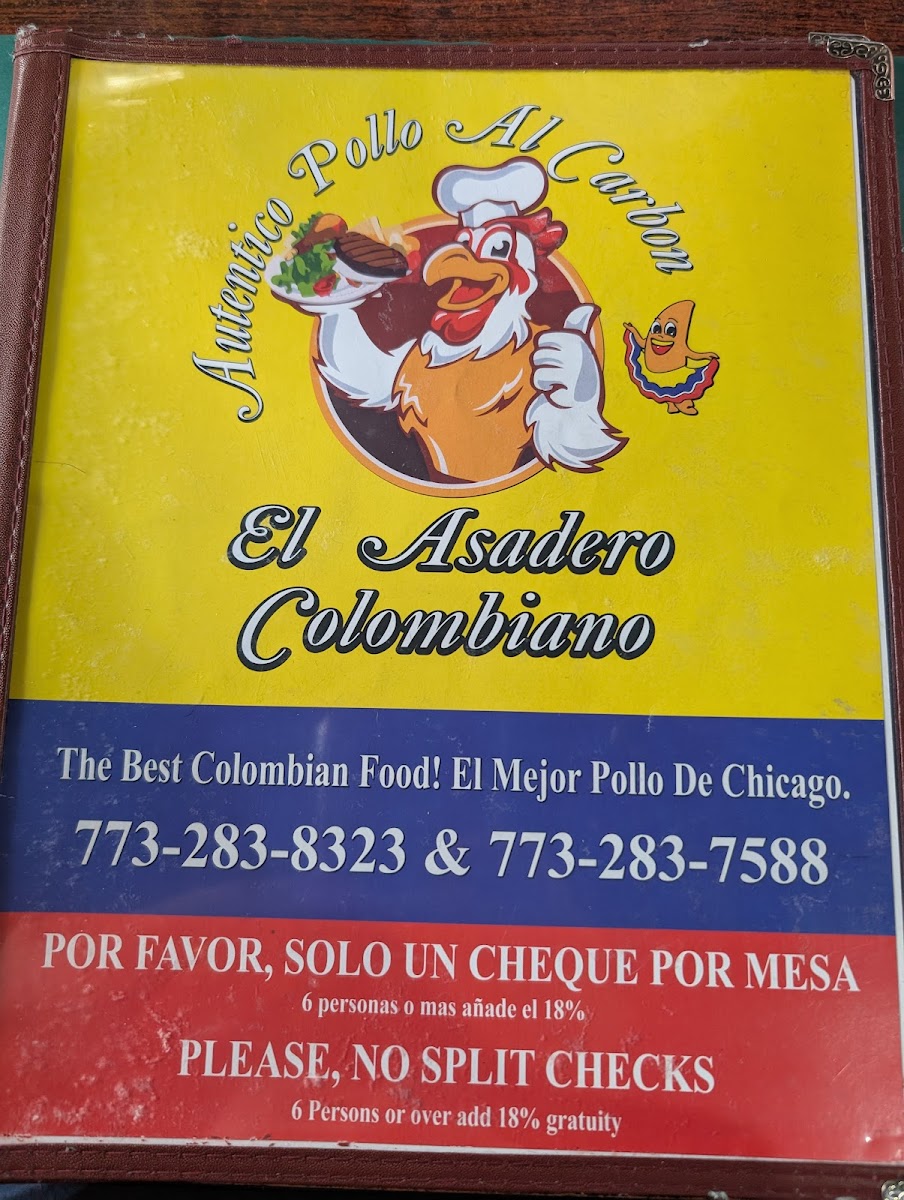 Autentico Pollo Al Carbon
El Asadero
Colombiano
The Best Colombian Food! El Mejor Pollo De Chicago.
773-283-8323 & 773-283-7588
POR FAVOR, SOLO UN CHEQUE POR MESA
6 personas o mas añade el 18%
PLEASE, NO SPLIT CHECKS
6 Persons or over add 18% gratuity